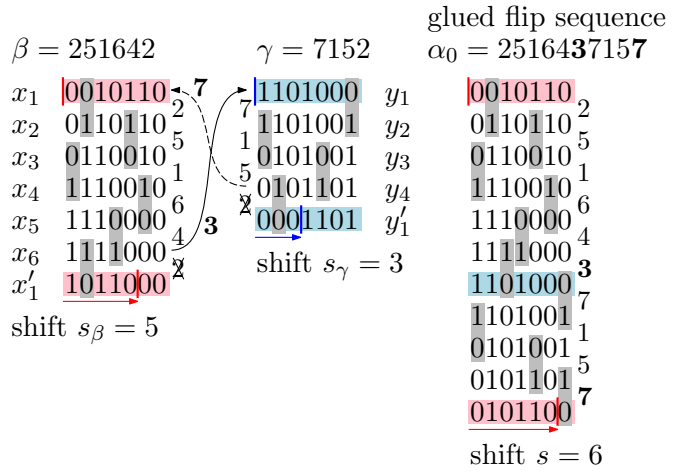 β = 251642
x₁ 0010110
2
x₂ 0110110
5
x₃ 0110010
1
x₄ 1110010
6
x₅ 1110000
4
x₆ 1111000
2
x′₁ 1011000
shift s_β = 5
7
3
γ = 7152
1101000 y₁
7
1101001 y₂
1
0101001 y₃
5
0101101 y₄
2
0001101 y′₁
shift s_γ = 3
glued flip sequence
α₀ = 2516437157
0010110
2
0110110
5
0110010
1
1110010
6
1110000
4
1111000
3
1101000
7
1101001
1
0101001
5
0101101
7
0101100
shift s = 6